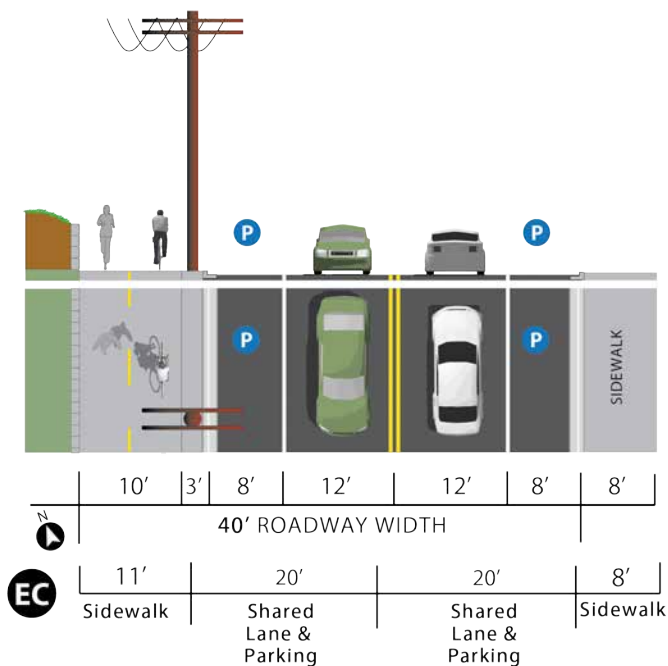 P
P
P
P
SIDEWALK
10′ 3′ 8′ 12′ 12′ 8′ 8′
N
40′ ROADWAY WIDTH
EC
11′ 20′ 20′ 8′
Sidewalk Shared Shared Sidewalk
Lane & Lane &
Parking Parking